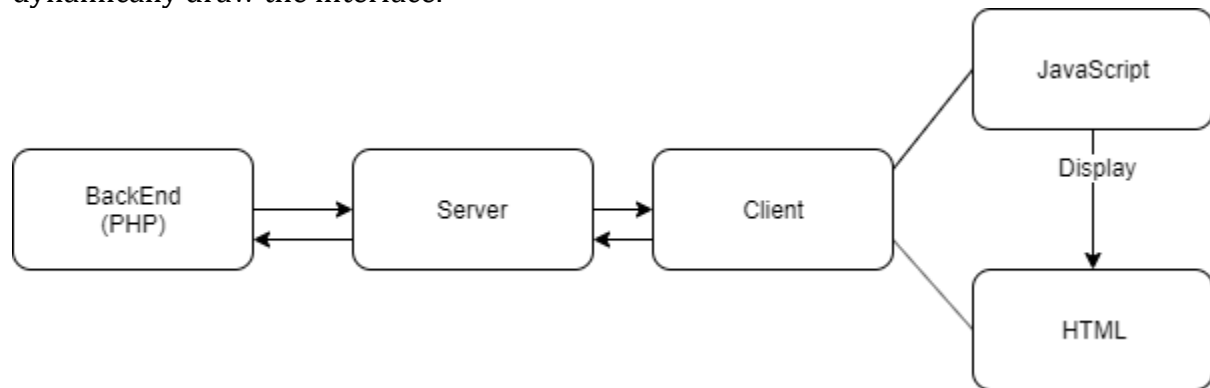 dynamically draw the interface.
JavaScript
Display
BackEnd
(PHP)
Server
Client
HTML